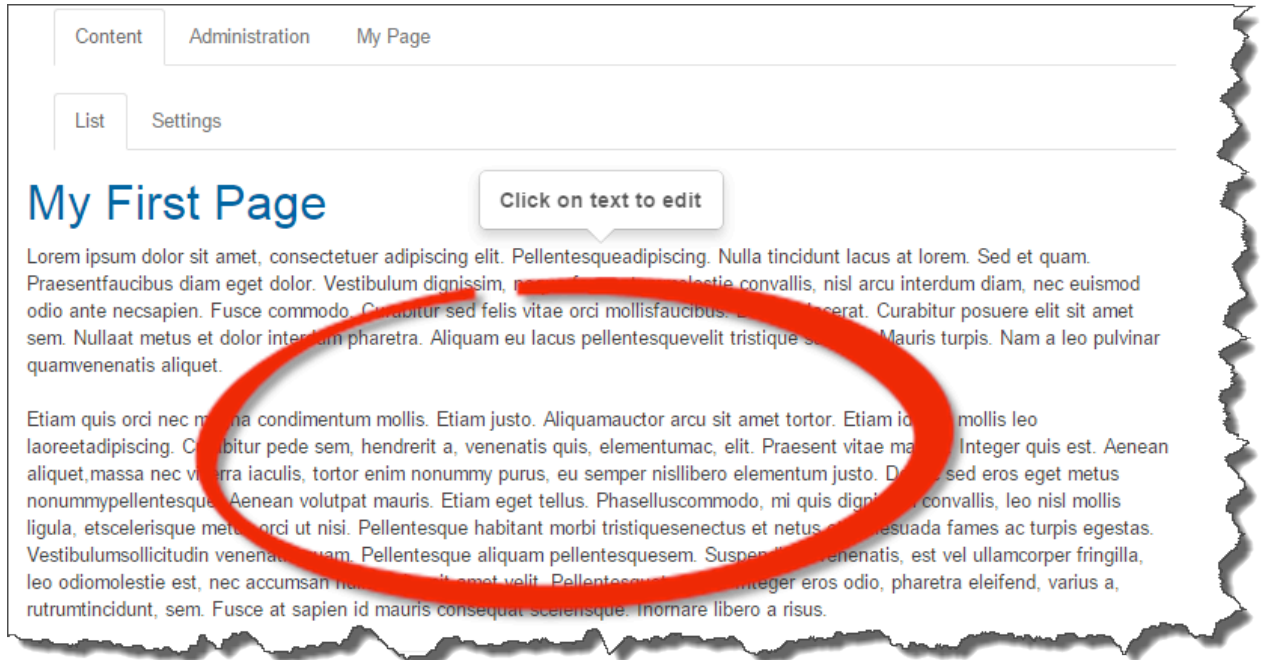 Content Administration My Page
List Settings
My First Page
Click on text to edit
Lorem ipsum dolor sit amet, consectetuer adipiscing elit. Pellentesqueadipiscing. Nulla tincidunt lacus at lorem. Sed et quam.
Praesentfaucibus diam eget dolor. Vestibulum dignissim, convallis, nisl arcu interdum diam, nec euismod
odio ante necsapien. Fusce commodo, Curabitur sed felis vitae orci mollisfaucibus. Curabitur posuere elit sit amet
sem. Nullaat metus et dolor interdum pharetra. Aliquam eu lacus pellentesquevelit tristique Mauris turpis. Nam a leo pulvinar
quamvenenatis aliquet.
Etiam quis orci nec condimentum mollis. Etiam justo. Aliquamauctor arcu sit amet tortor. Etiam mollis leo
laoreetadipiscing. Curabitur pede sem, hendrerit a, venenatis quis, elementumac, elit. Praesent vitae Integer quis est. Aenean
aliquet,massa nec viverra iaculis, tortor enim nonummy purus, eu semper nisllibero elementum justo. sed eros eget metus
nonummypellentesque. Aenean volutpat mauris. Etiam eget tellus. Phaselluscommodo, mi quis convallis, leo nisl mollis
ligula, etscelerisque orci ut nisi. Pellentesque habitant morbi tristiquesenectus et netus fames ac turpis egestas.
Vestibulumsollicitudin Pellentesque aliquam pellentesquesem. venenatis, est vel ullamcorper fringilla,
leo odiomolestie est, nec accumsan amet velit. Integer eros odio, pharetra eleifend, varius a,
rutrumtincidunt, sem. Fusce at sapien id mauris consequat scelerisque. Inornare libero a risus.